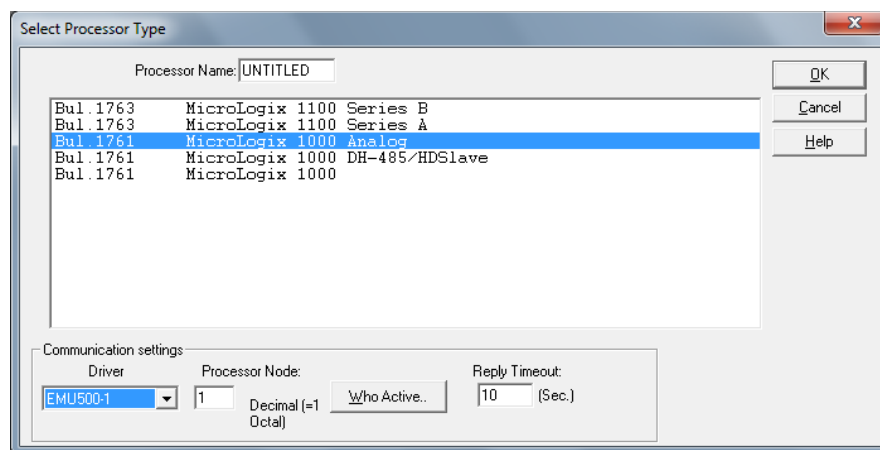 Select Processor Type
Processor Name: UNTITLED
OK
Cancel
Help
Bul.1763 MicroLogix 1100 Series B
Bul.1763 MicroLogix 1100 Series A
Bul.1761 MicroLogix 1000 Analog
Bul.1761 MicroLogix 1000 DH-485/HDSlave
Bul.1761 MicroLogix 1000
Communication settings
Driver Processor Node: Reply Timeout:
EMU500-1 1 Decimal (=1 Who Active.. 10 (Sec.)
Octal)